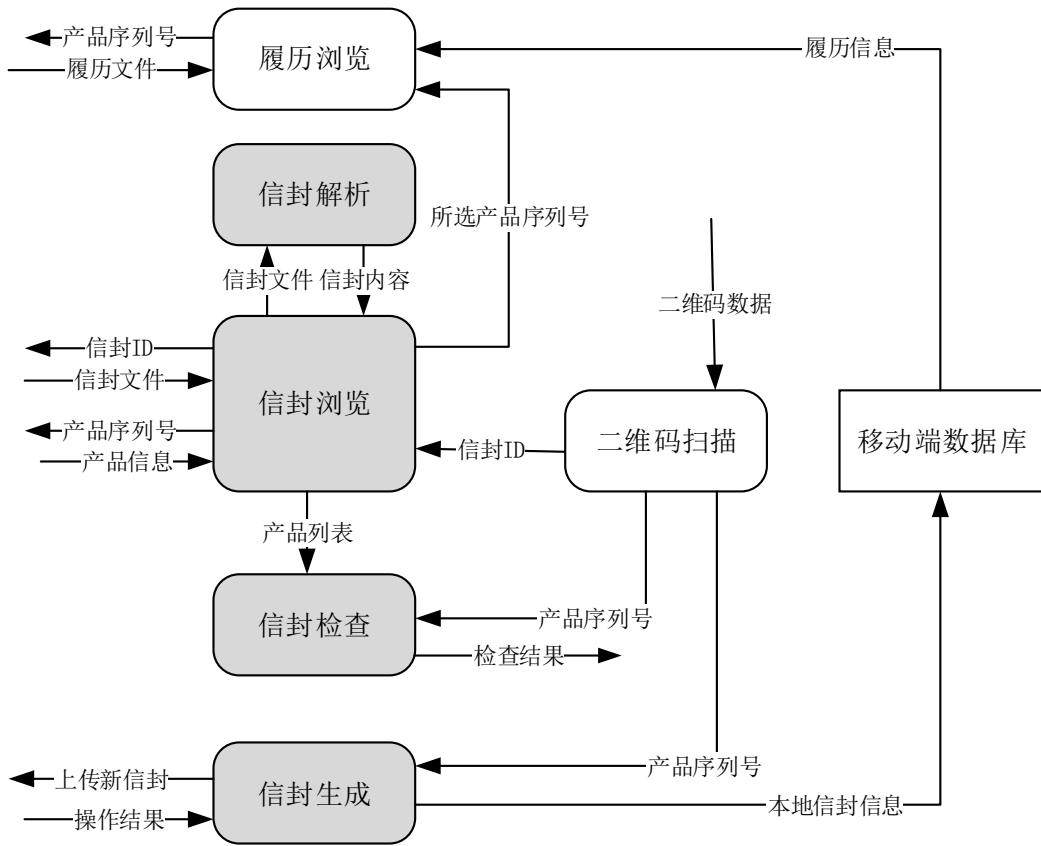 产品序列号
履历文件
履历浏览
履历信息
信封解析
所选产品序列号
信封文件
信封内容
二维码数据
信封ID
信封文件
产品序列号
产品信息
信封浏览
信封ID
二维码扫描
移动端数据库
产品列表
信封检查
产品序列号
检查结果
上传新信封
操作结果
信封生成
产品序列号
本地信封信息